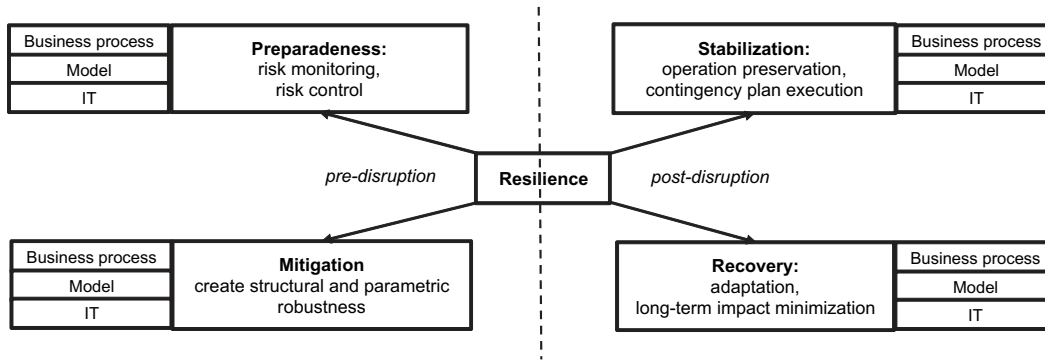 Business process
Model
IT
Preparadeness:
risk monitoring,
risk control
Stabilization:
operation preservation,
contingency plan execution
Business process
Model
IT
pre-disruption
Resilience
post-disruption
Business process
Model
IT
Mitigation
create structural and parametric
robustness
Recovery:
adaptation,
long-term impact minimization
Business process
Model
IT